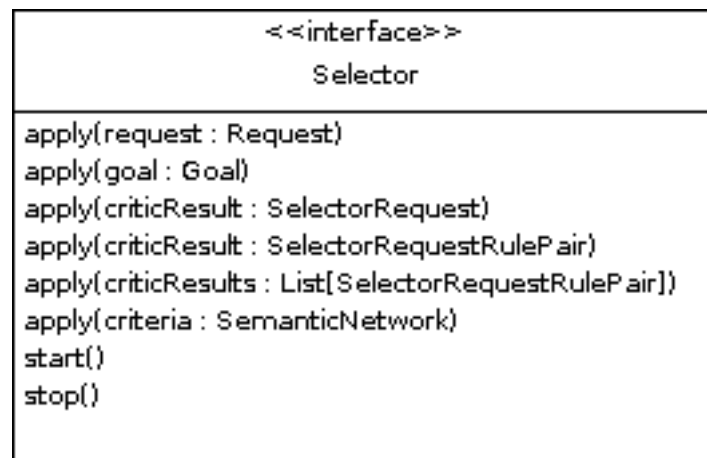 <<interface>>
Selector
apply(request : Request)
apply(goal : Goal)
apply(criticResult : SelectorRequest)
apply(criticResult : SelectorRequestRulePair)
apply(criticResults : List[SelectorRequestRulePair])
apply(criteria : SemanticNetwork)
start()
stop()